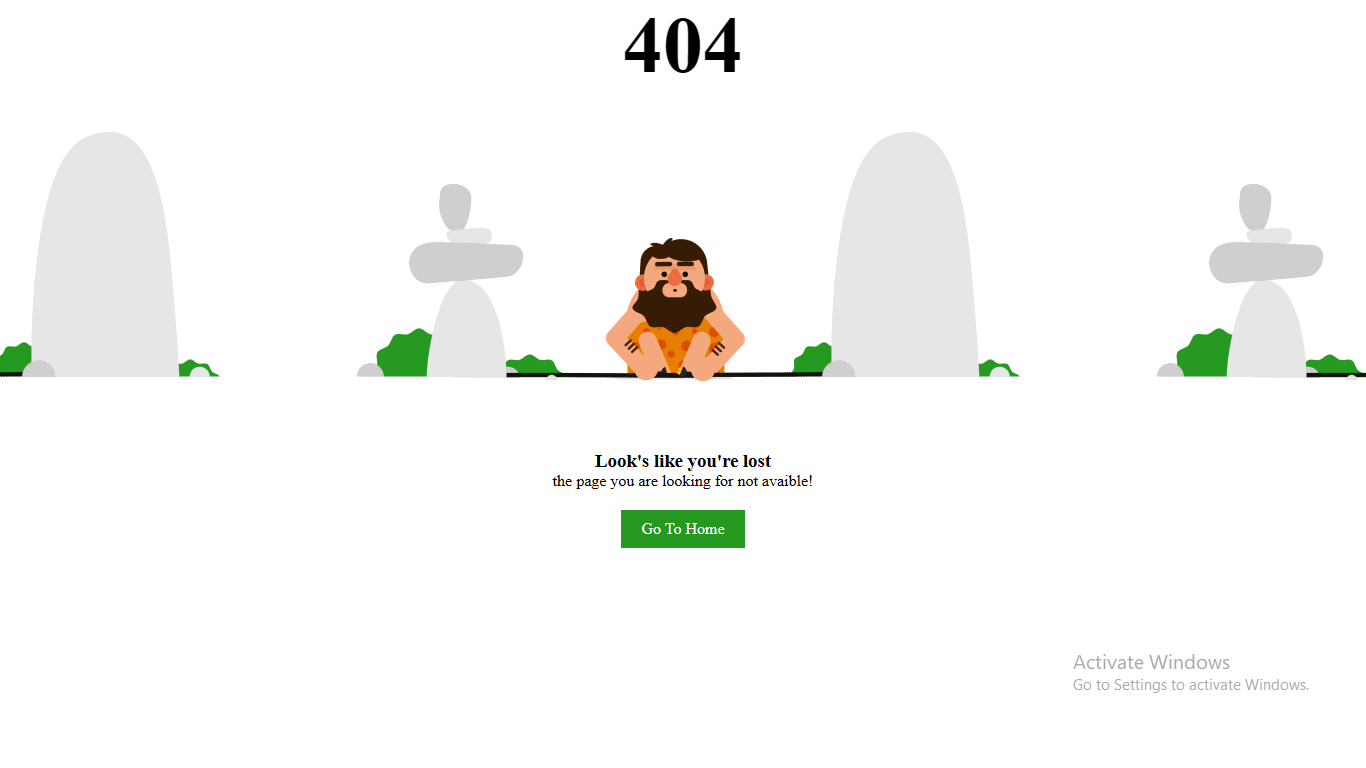 404
Look's like you're lost
the page you are looking for not avaible!
Go To Home
Activate Windows
Go to Settings to activate Windows.